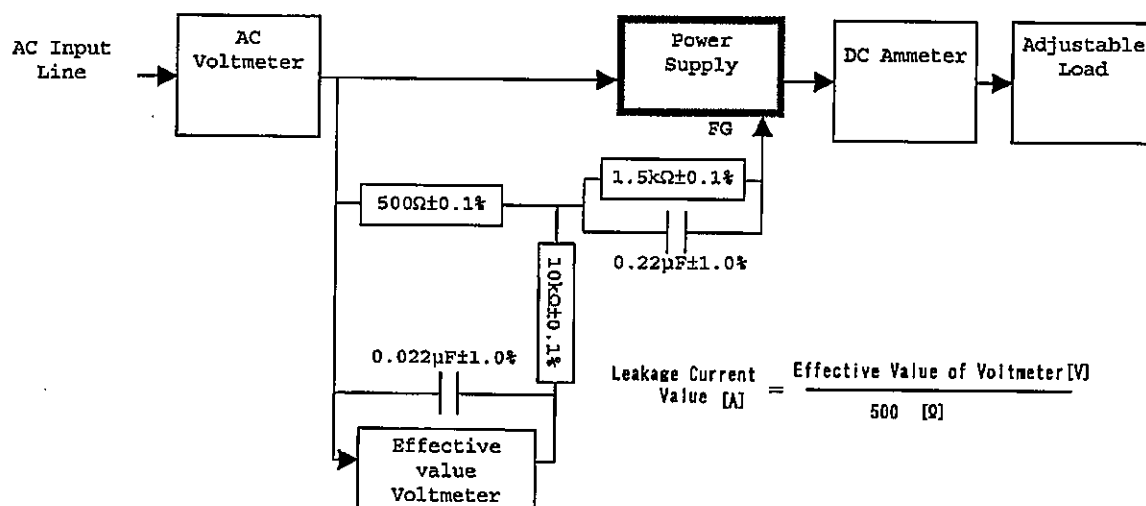 AC Input
Line
AC
Voltmeter
Power
Supply
DC Ammeter
Adjustable
Load
FG
1.5kΩ±0.1%
500Ω±0.1%
0.22μF±1.0%
10kΩ±0.1%
0.022μF±1.0%
Effective
value
Voltmeter
Leakage Current
Value [A]
=
Effective Value of Voltmeter[V]
500 [Ω]